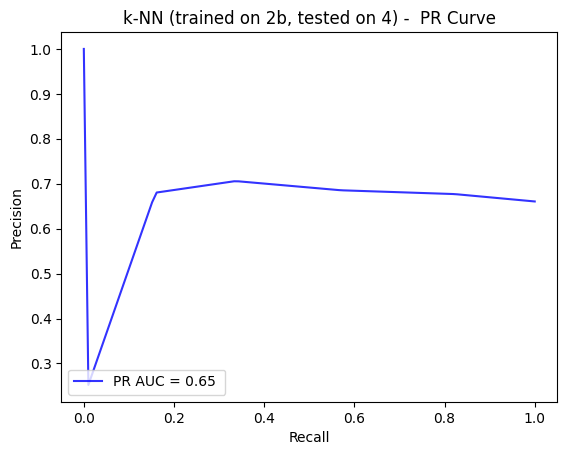 k-NN (trained on 2b, tested on 4) -  PR Curve
Precision
1.0
0.9
0.8
0.7
0.6
0.5
0.4
0.3
PR AUC = 0.65
0.0 0.2 0.4 0.6 0.8 1.0
Recall